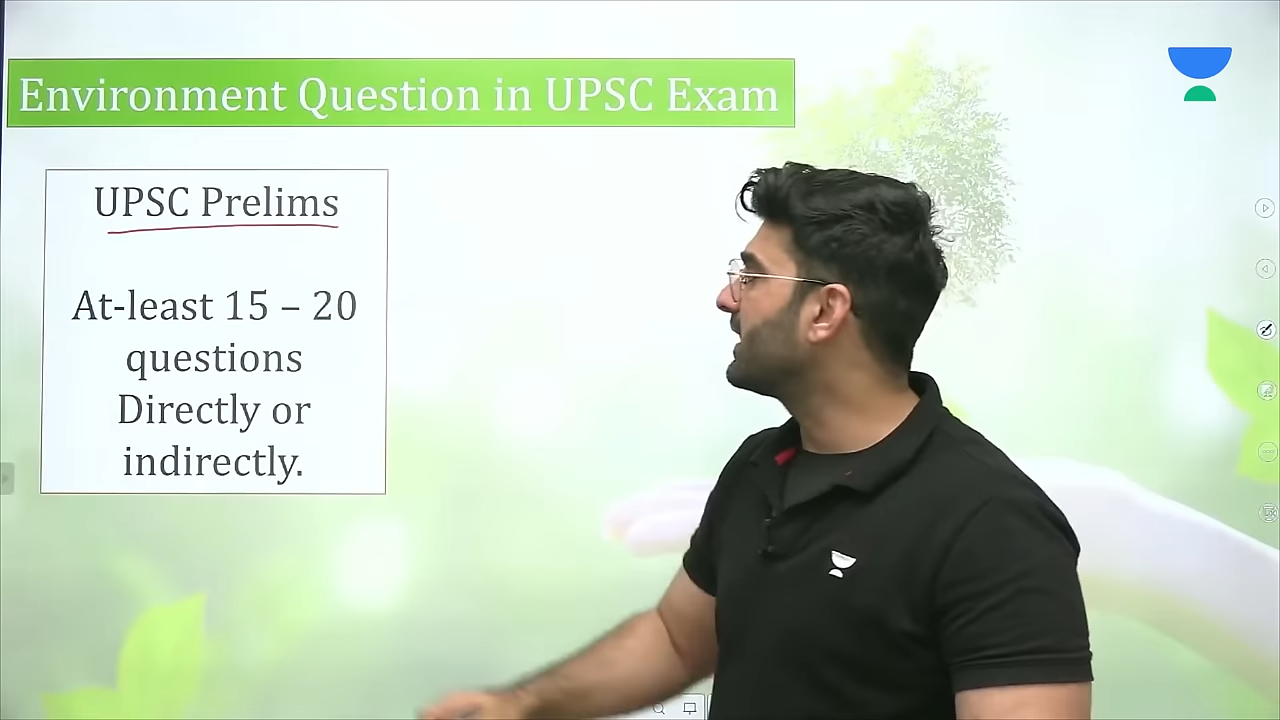 Environment Question in UPSC Exam
UPSC Prelims
At-least 15 – 20
questions
Directly or
indirectly.